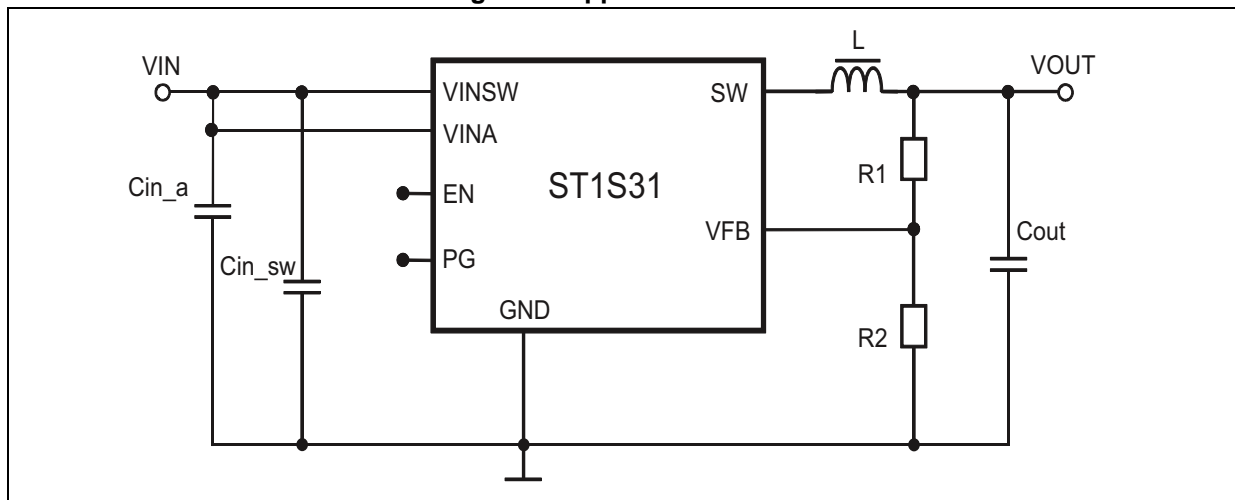 L
VIN
VOUT
VINSW
SW
VINA
R1
Cin_a
EN
ST1S31
VFB
Cout
PG
Cin_sw
GND
R2